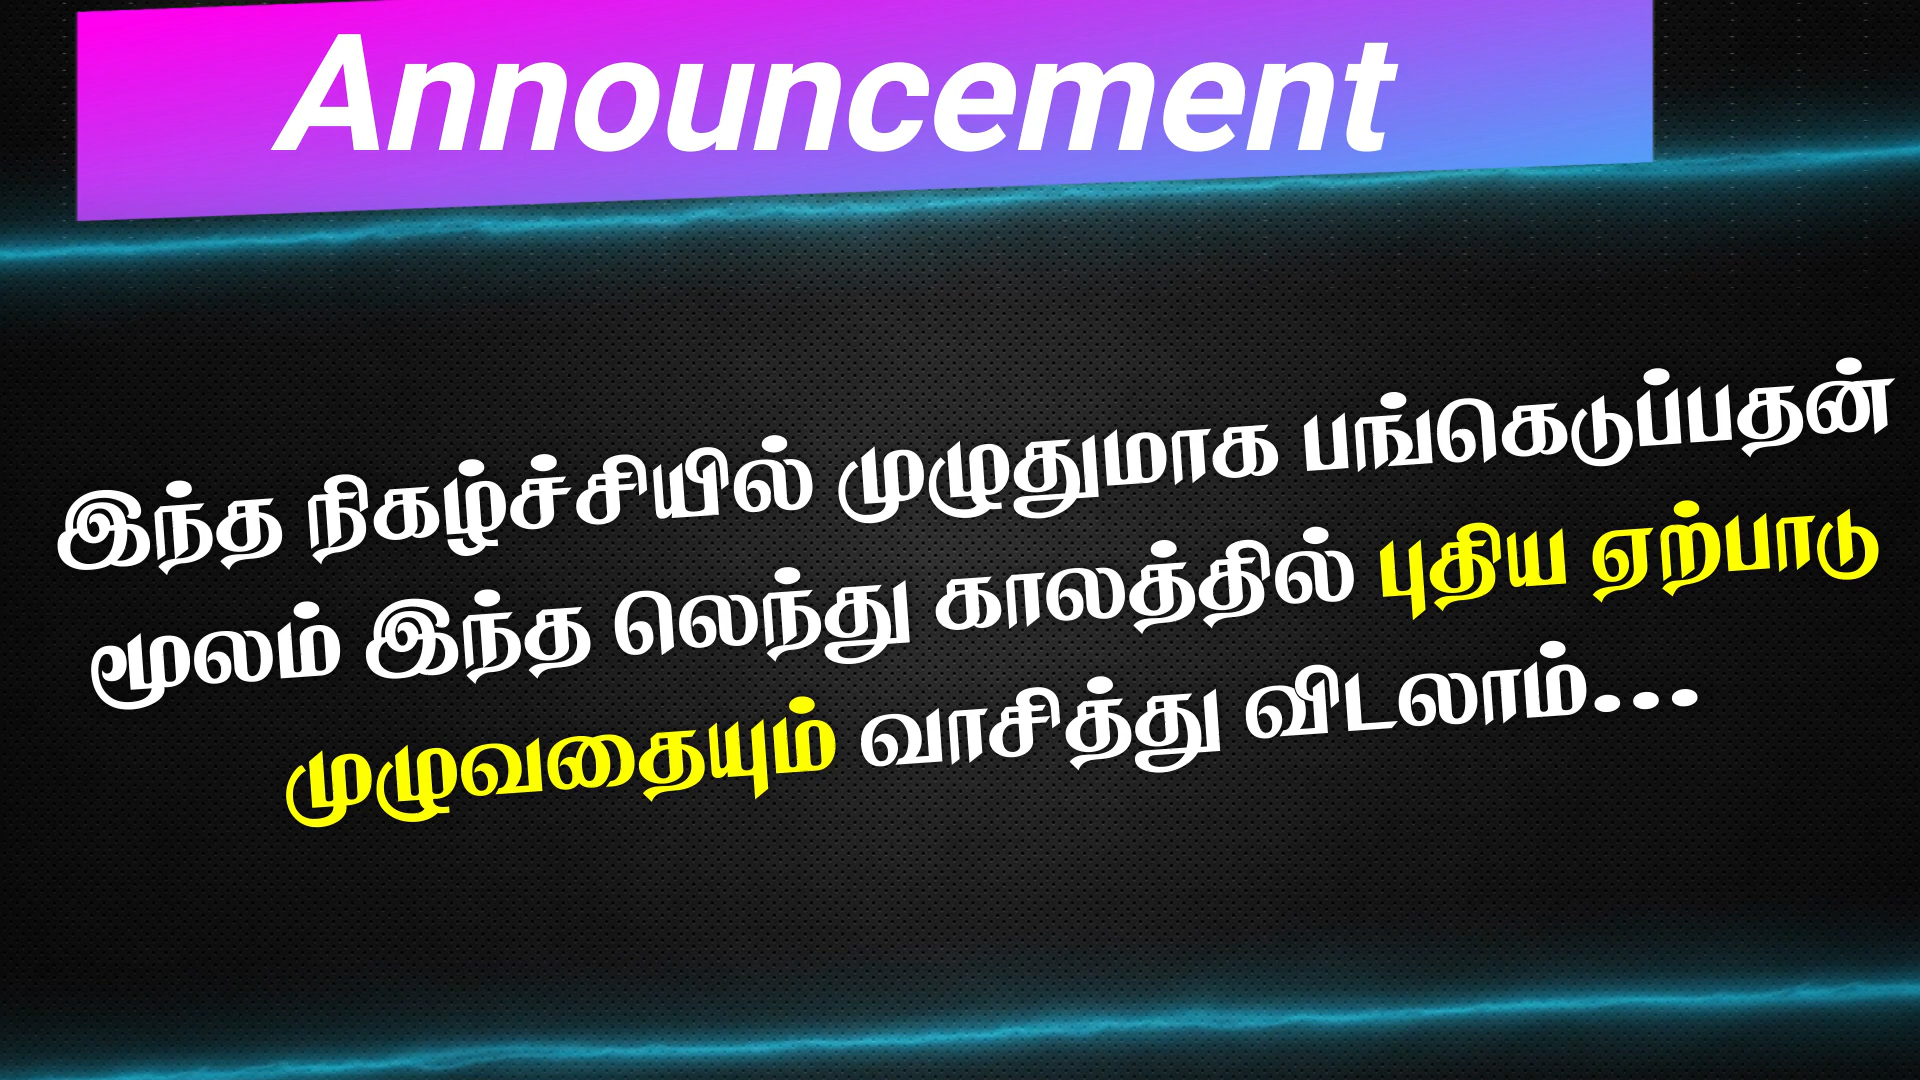 Announcement
இந்த நிகழ்ச்சியில் முழுதுமாக பங்கெடுப்பதன்
மூலம் இந்த லெந்து காலத்தில் புதிய ஏற்பாடு
முழுவதையும் வாசித்து விடலாம்...